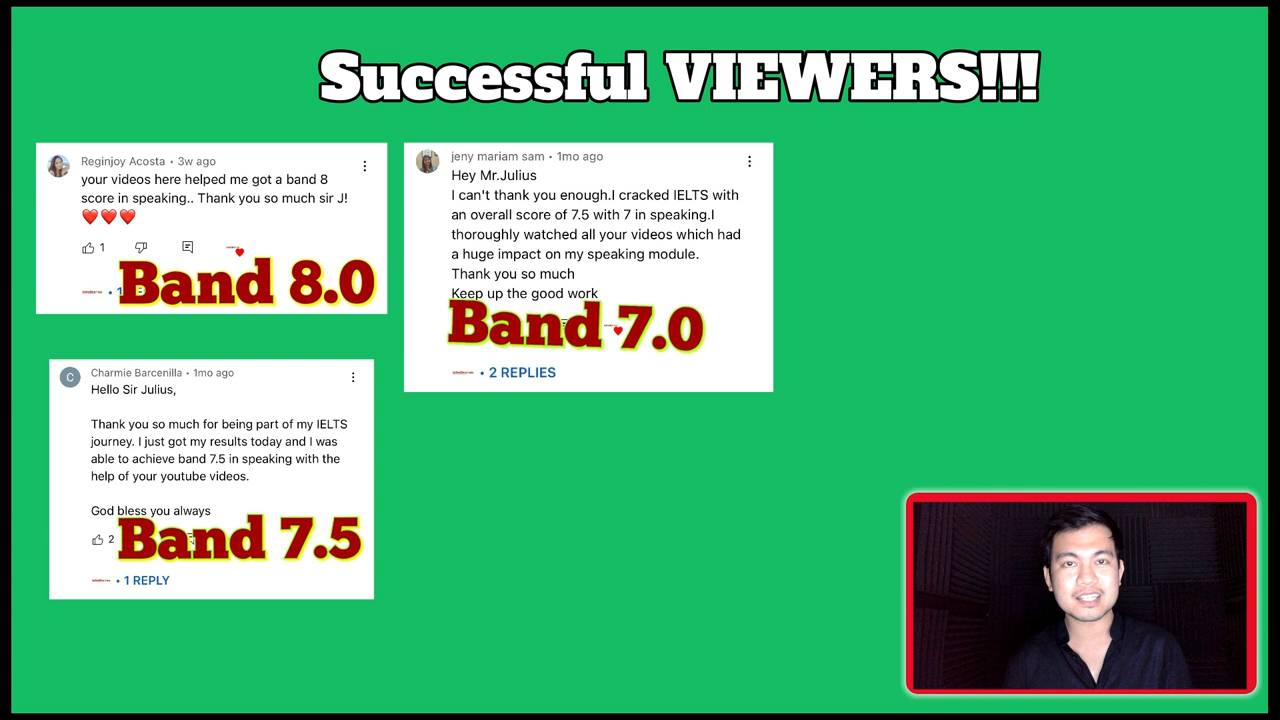 Successful VIEWERS!!!
Reginjoy Acosta • 3w ago
your videos here helped me got a band 8
score in speaking.. Thank you so much sir J!
❤️❤️❤️
1
Band 8.0
jeny mariam sam • 1mo ago
Hey Mr.Julius
I can't thank you enough.I cracked IELTS with
an overall score of 7.5 with 7 in speaking.I
thoroughly watched all your videos which had
a huge impact on my speaking module.
Thank you so much
Keep up the good work
Band 7.0
• 2 REPLIES
C
Charmie Barcenilla • 1mo ago
Hello Sir Julius,
Thank you so much for being part of my IELTS
journey. I just got my results today and I was
able to achieve band 7.5 in speaking with the
help of your youtube videos.
God bless you always
2
Band 7.5
• 1 REPLY